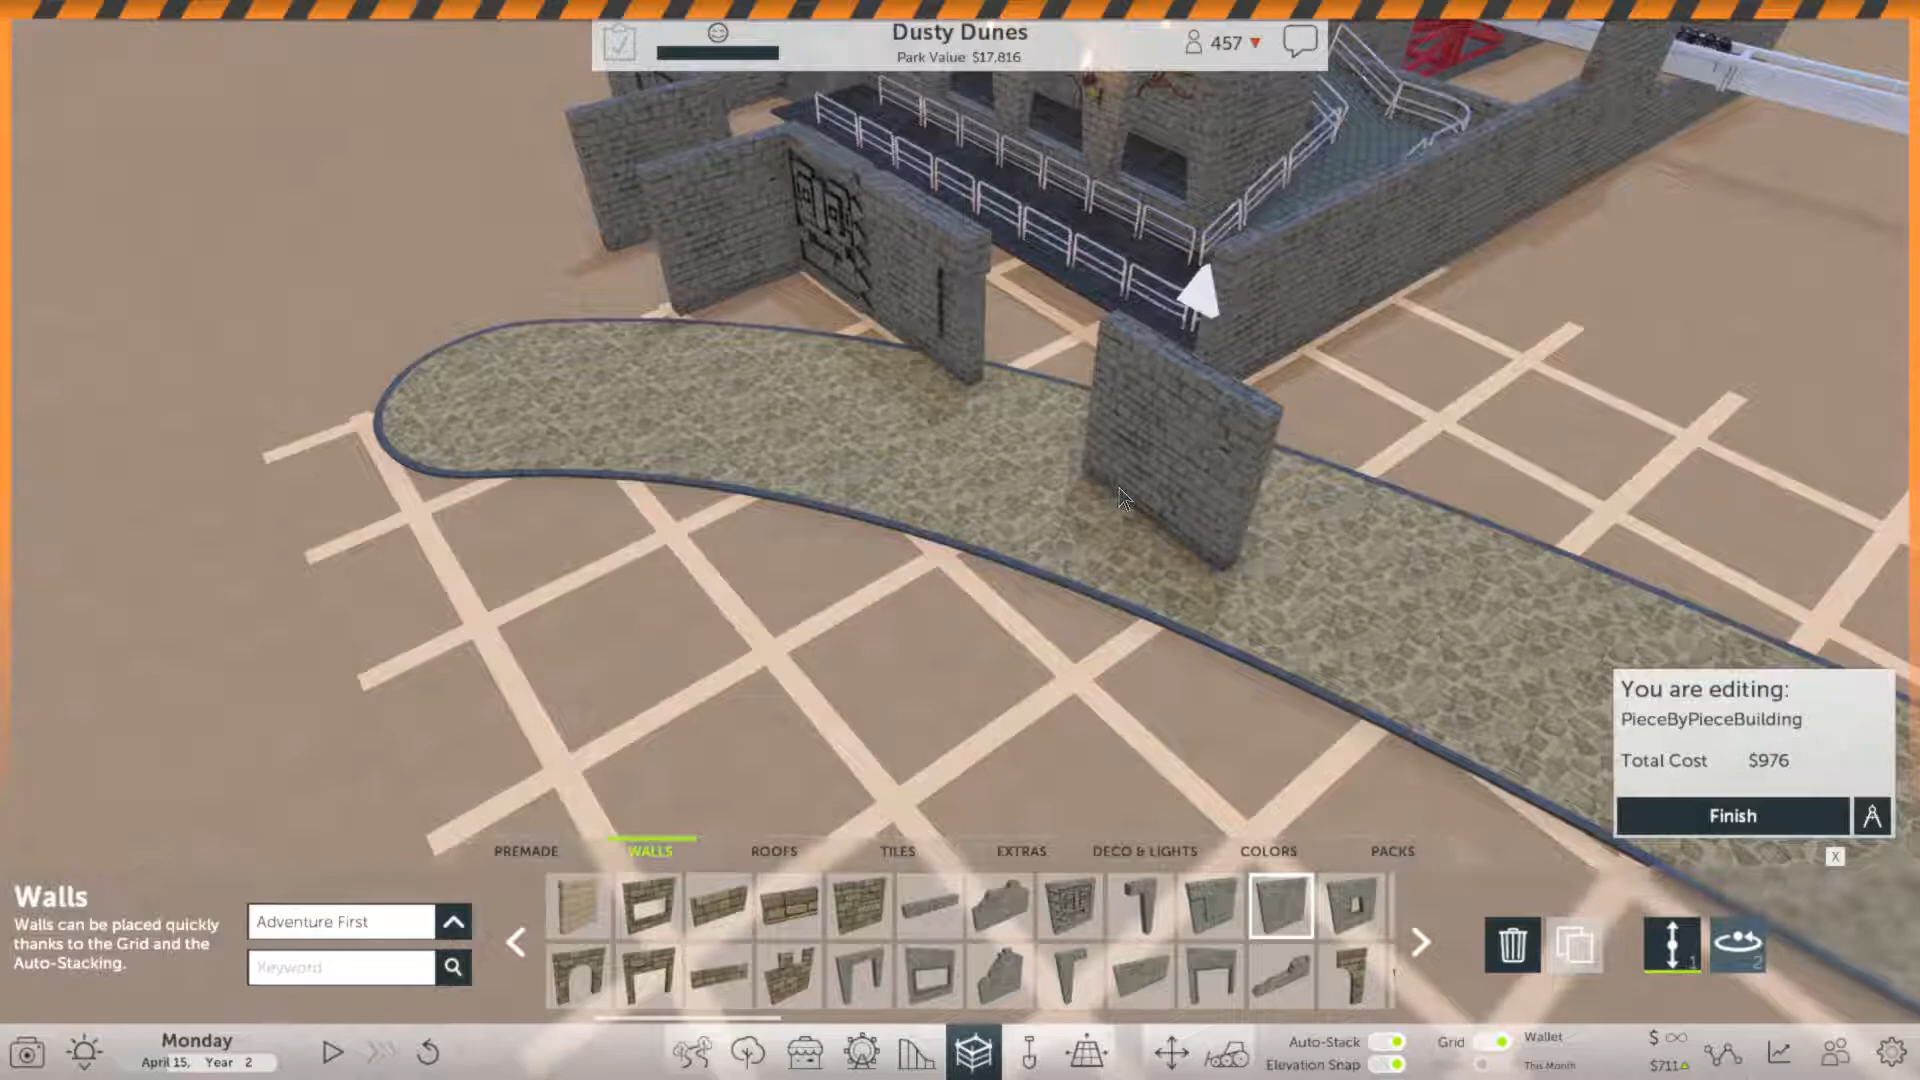 Dusty Dunes
Park Value $17,816
457
You are editing:
PieceByPieceBuilding
Total Cost $976
Finish
X
PREMADE WALLS ROOFS TILES EXTRAS DECO & LIGHTS COLORS PACKS
Walls
Walls can be placed quickly
thanks to the Grid and the
Auto-Stacking.
Adventure First
Keyword
1
2
Monday
April 15, Year 2
Auto-Stack
Elevation Snap
Grid
Wallet
$ ∞
This Month
$711